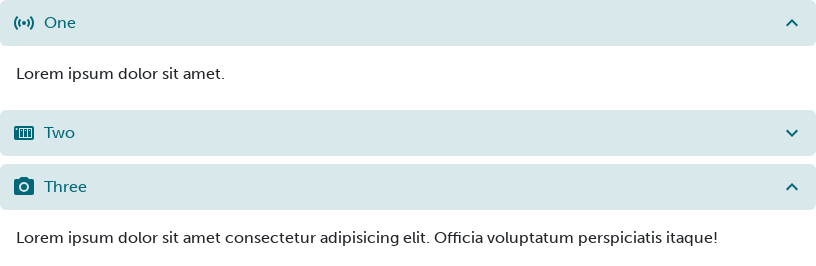 One
Lorem ipsum dolor sit amet.
Two
Three
Lorem ipsum dolor sit amet consectetur adipisicing elit. Officia voluptatum perspiciatis itaque!